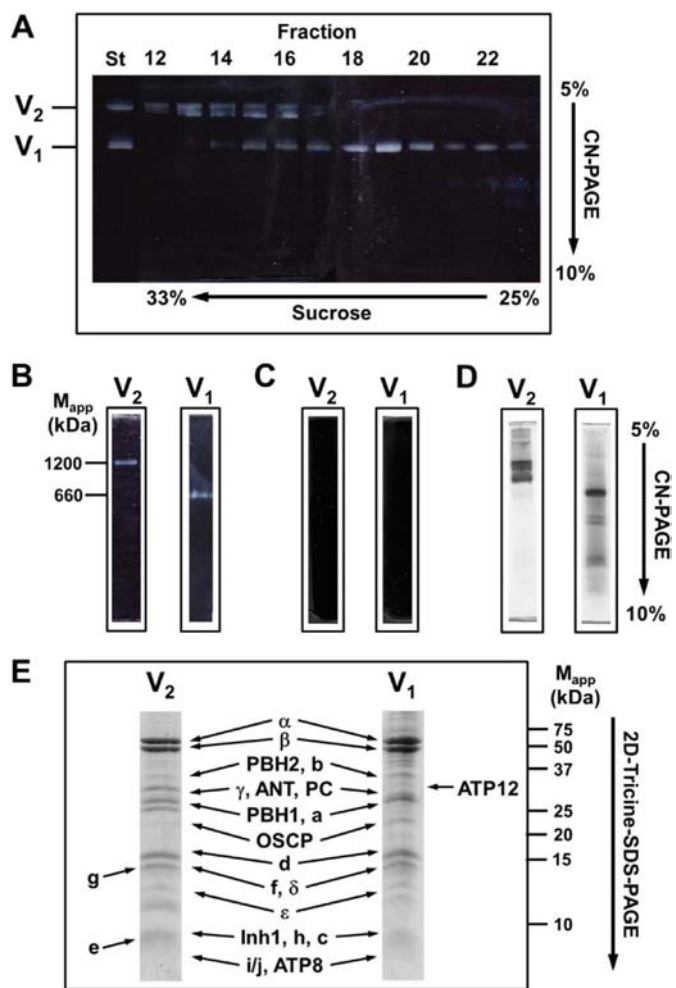 A
Fraction
St 12 14 16 18 20 22
V2
V1
5%
CN-PAGE
10%
33% 25%
Sucrose
B C D
V2 V1 V2 V1 V2 V1
Mapp
(kDa)
1200
660
5%
CN-PAGE
10%
E
V2 V1
Mapp
(kDa)
α
β
PBH2, b
γ, ANT, PC
ATP12
PBH1, a
OSCP
d
g
f, δ
ε
e
Inh1, h, c
i/j, ATP8
75
50
37
25
20
15
10
2D-Tricine-SDS-PAGE